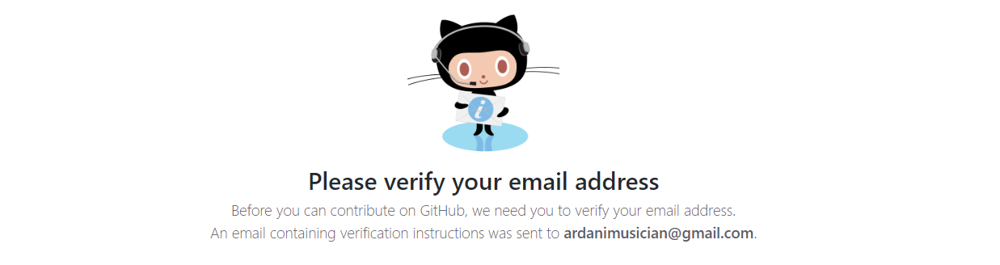 i
Please verify your email address
Before you can contribute on GitHub, we need you to verify your email address.
An email containing verification instructions was sent to ardanimusician@gmail.com.